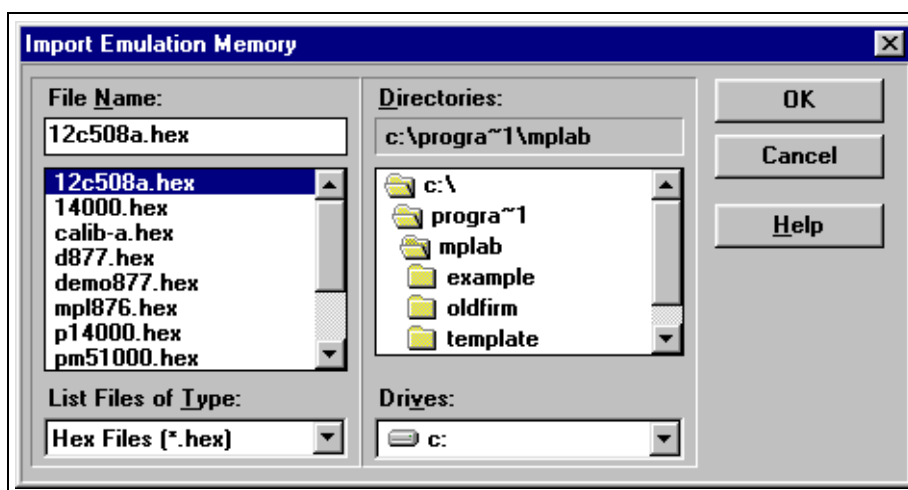 Import Emulation Memory
File Name:
12c508a.hex
12c508a.hex
14000.hex
calib-a.hex
d877.hex
demo877.hex
mpl876.hex
p14000.hex
pm51000.hex
List Files of Type:
Hex Files (*.hex)
Directories:
c:\progra~1\mplab
c:\
progra~1
mplab
example
oldfirm
template
Drives:
c:
OK
Cancel
Help